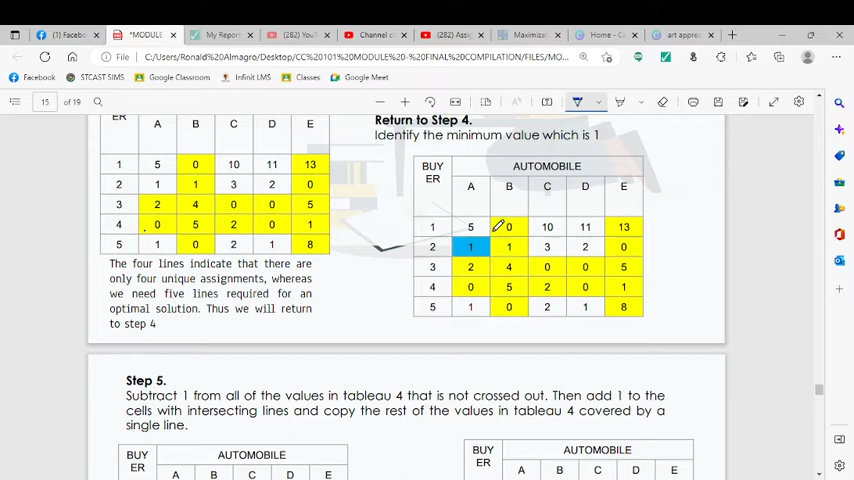 (1) Facebo
*MODULE
My Report
(282) YouT
Channel c
(282) Assig
Maximizat
Home - Ca
art apprec
File
C:/Users/Ronald%20Almagro/Desktop/CC%20101%20MODULE%20-%20FINAL%20COMPILATION/FILES/MO...
Facebook
STCAST SIMS
Google Classroom
Infinit LMS
Classes
Google Meet
15 of 19
ER
A B C D E
1 5 0 10 11 13
2 1 1 3 2 0
3 2 4 0 0 5
4 0 5 2 0 1
5 1 0 2 1 8
The four lines indicate that there are
only four unique assignments, whereas
we need five lines required for an
optimal solution. Thus we will return
to step 4
Return to Step 4.
Identify the minimum value which is 1
BUY
ER
AUTOMOBILE
A B C D E
1 5 0 10 11 13
2 1 1 3 2 0
3 2 4 0 0 5
4 0 5 2 0 1
5 1 0 2 1 8
Step 5.
Subtract 1 from all of the values in tableau 4 that is not crossed out. Then add 1 to the
cells with intersecting lines and copy the rest of the values in tableau 4 covered by a
single line.
BUY
ER
AUTOMOBILE
A B C D E
BUY
ER
AUTOMOBILE
A B C D E